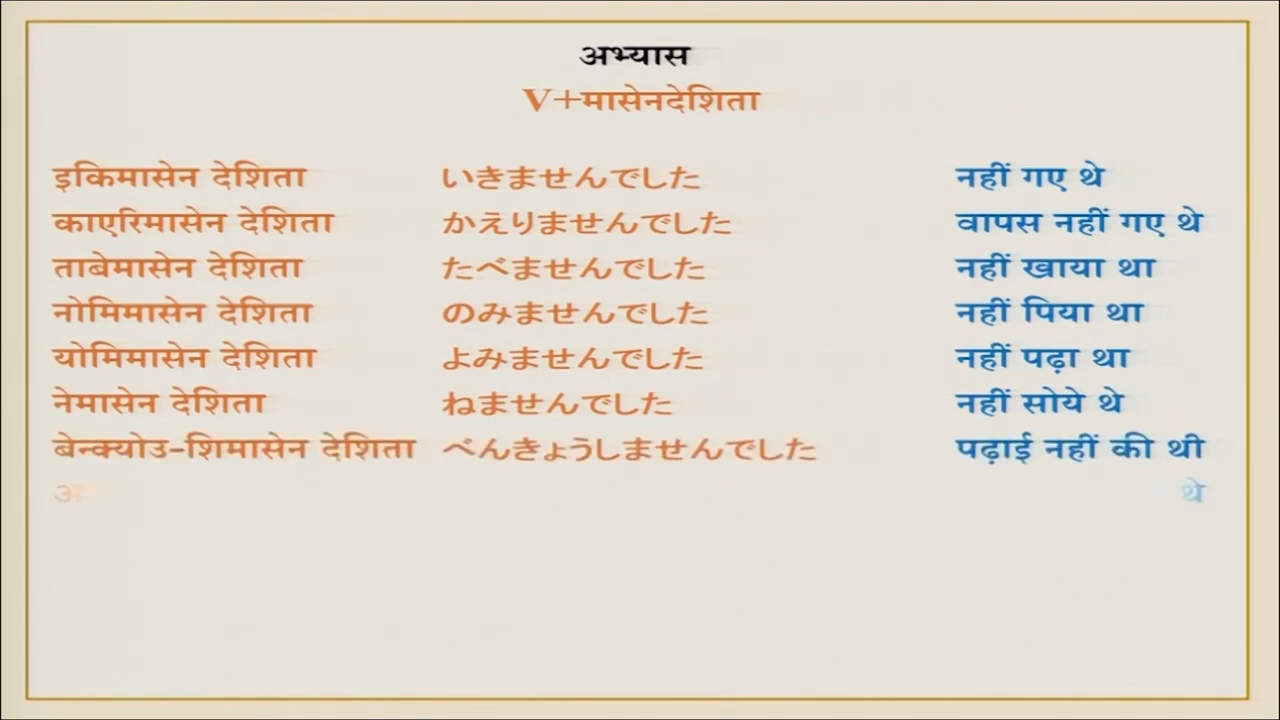 अभ्यास
V+मासेनदेशिता
इकिमासेन देशिता いきませんでした नहीं गए थे
काएरिमासेन देशिता かえりませんでした वापस नहीं गए थे
ताबेमासेन देशिता たべませんでした नहीं खाया था
नोमिमासेन देशिता のみませんでした नहीं पिया था
योमिमासेन देशिता よみませんでした नहीं पढ़ा था
नेमासेन देशिता ねませんでした नहीं सोये थे
बेन्क्योउ-शिमासेन देशिता べんきょうしませんでした पढ़ाई नहीं की थी
थे